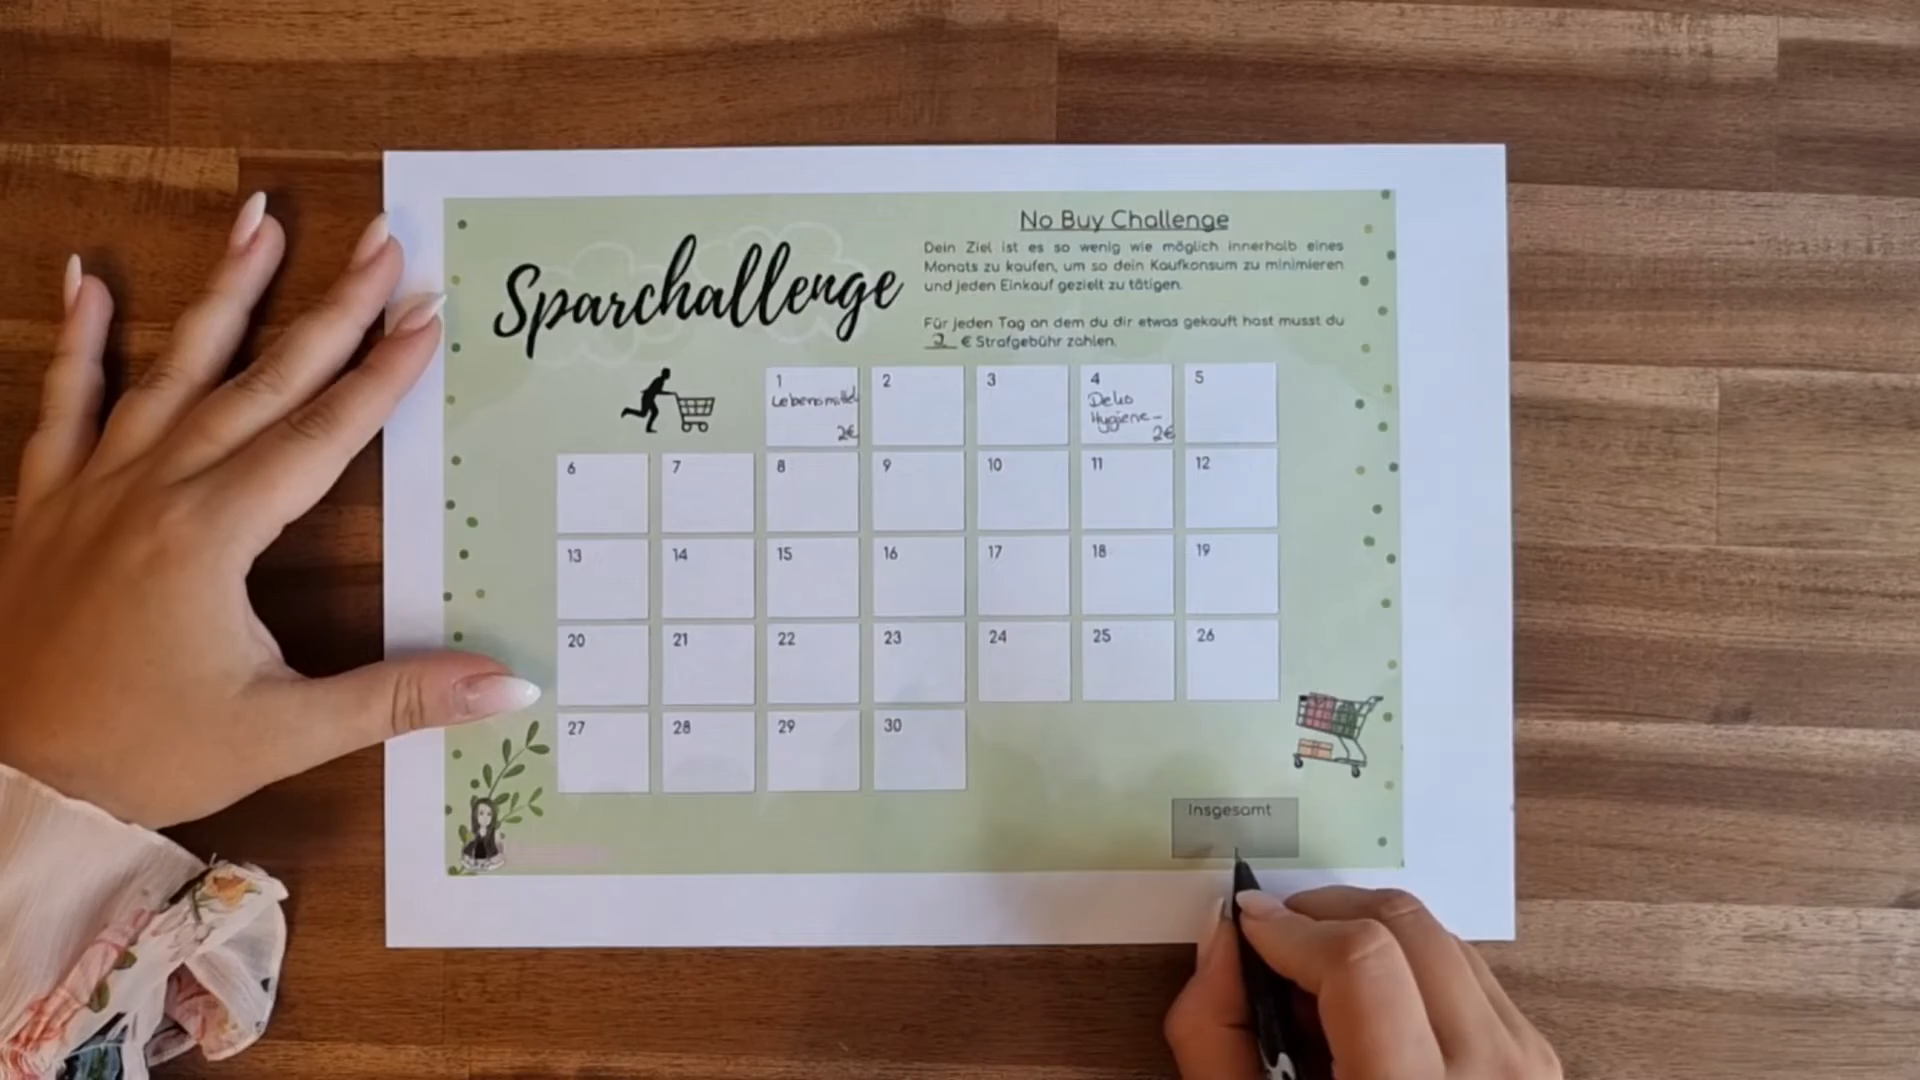 No Buy Challenge
Dein Ziel ist es so wenig wie möglich innerhalb eines
Monats zu kaufen, um so dein Kaufkonsum zu minimieren
und jeden Einkauf gezielt zu tätigen.
Sparchallenge
Für jeden Tag an dem du dir etwas gekauft hast musst du
2 € Strafgebühr zahlen.
1
Lebensmittel
2€
2
3
4
Deko
Hygiene-
2€
5
6
7
8
9
10
11
12
13
14
15
16
17
18
19
20
21
22
23
24
25
26
27
28
29
30
Insgesamt